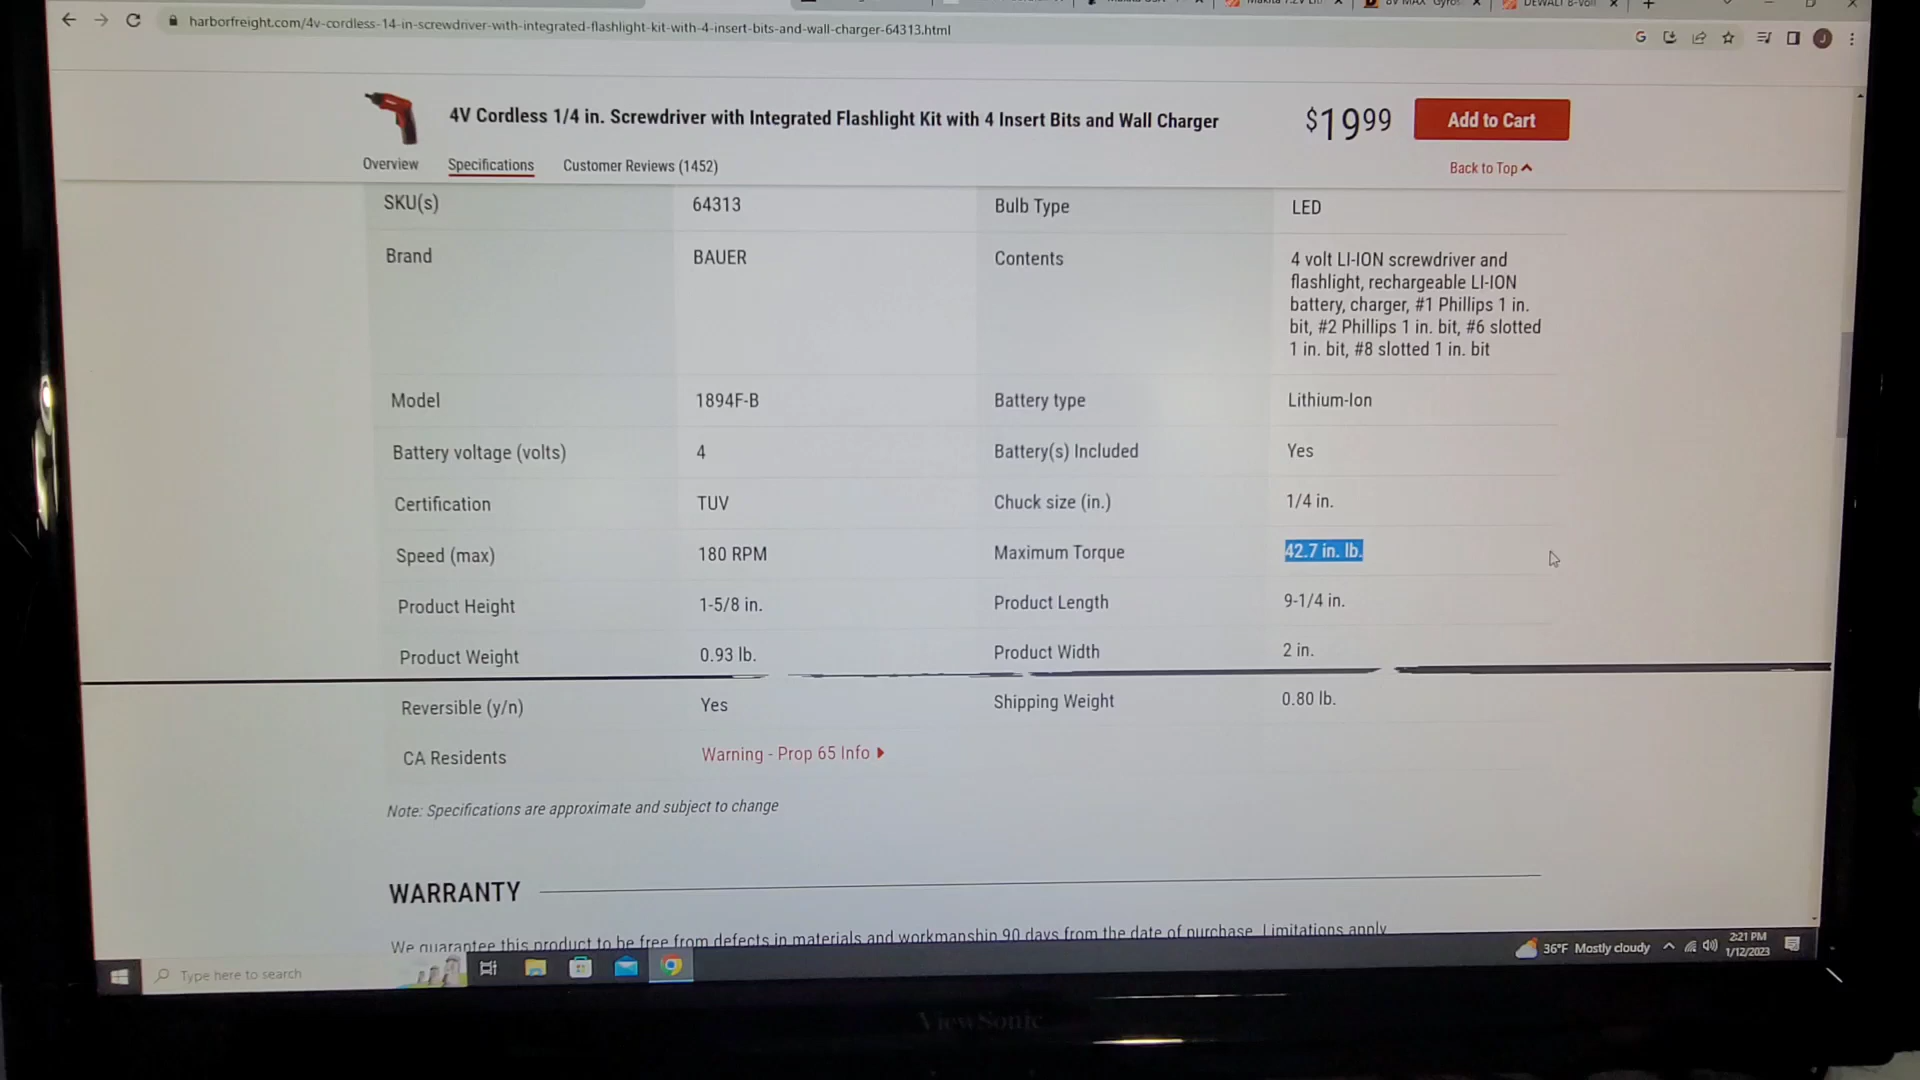 harborfreight.com/4v-cordless-14-in-screwdriver-with-integrated-flashlight-kit-with-4-insert-bits-and-wall-charger-64313.html
4V Cordless 1/4 in. Screwdriver with Integrated Flashlight Kit with 4 Insert Bits and Wall Charger
$19.99
Add to Cart
Overview
Specifications
Customer Reviews (1452)
Back to Top
SKU(s) 64313 Bulb Type LED
Brand BAUER Contents 4 volt LI-ION screwdriver and
flashlight, rechargeable LI-ION
battery, charger, #1 Phillips 1 in.
bit, #2 Phillips 1 in. bit, #6 slotted
1 in. bit, #8 slotted 1 in. bit
Model 1894F-B Battery type Lithium-Ion
Battery voltage (volts) 4 Battery(s) Included Yes
Certification TUV Chuck size (in.) 1/4 in.
Speed (max) 180 RPM Maximum Torque 42.7 in. lb.
Product Height 1-5/8 in. Product Length 9-1/4 in.
Product Weight 0.93 lb. Product Width 2 in.
Reversible (y/n) Yes Shipping Weight 0.80 lb.
CA Residents Warning - Prop 65 Info
Note: Specifications are approximate and subject to change
WARRANTY
We guarantee this product to be free from defects in materials and workmanship 90 days from the date of purchase. Limitations apply
Type here to search
36°F Mostly cloudy
2:21 PM
1/12/2023
ViewSonic